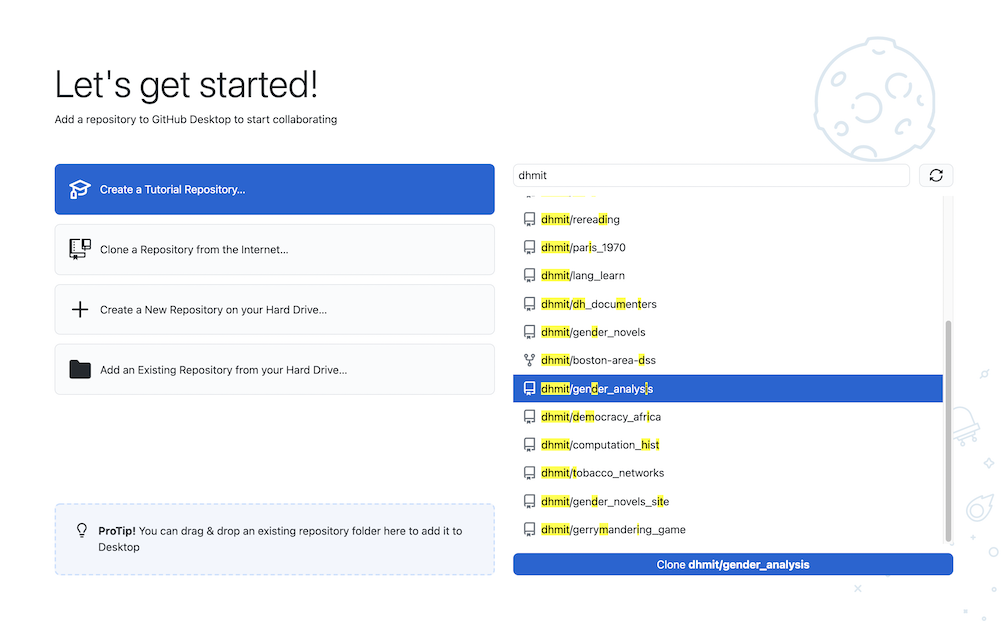 Let's get started!
Add a repository to GitHub Desktop to start collaborating
Create a Tutorial Repository...
Clone a Repository from the Internet...
Create a New Repository on your Hard Drive...
Add an Existing Repository from your Hard Drive...
ProTip! You can drag & drop an existing repository folder here to add it to
Desktop
dhmit
dhmit/rereading
dhmit/paris_1970
dhmit/lang_learn
dhmit/dh_documenters
dhmit/gender_novels
dhmit/boston-area-dss
dhmit/gender_analysis
dhmit/democracy_africa
dhmit/computation_hist
dhmit/tobacco_networks
dhmit/gender_novels_site
dhmit/gerrymandering_game
Clone dhmit/gender_analysis